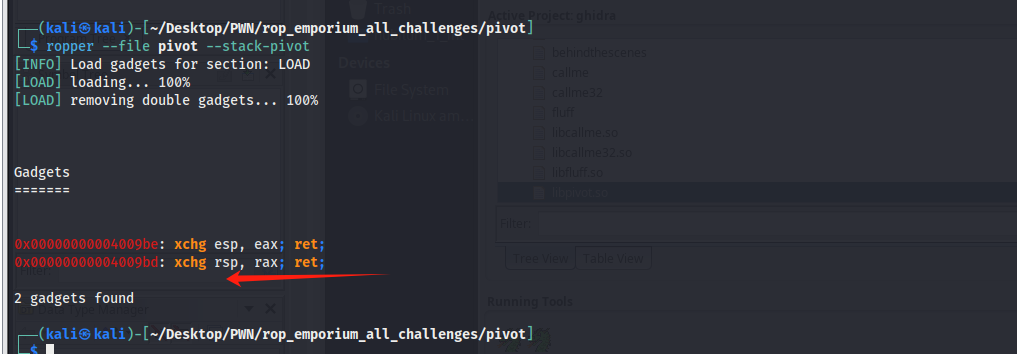 Trash
Devices
File System
Kali Linux am
Active Project: ghidra
behindthescenes
callme
callme32
fluff
libcallme.so
libcallme32.so
libfluff.so
Filter:
Tree View
Table View
Running Tools
┌──(kali㉿kali)-[~/Desktop/PWN/rop_emporium_all_challenges/pivot]
└─$ ropper --file pivot --stack-pivot
[INFO] Load gadgets for section: LOAD
[LOAD] loading... 100%
[LOAD] removing double gadgets... 100%
Gadgets
=======
0x00000000004009be: xchg esp, eax; ret;
0x00000000004009bd: xchg rsp, rax; ret;
2 gadgets found
┌──(kali㉿kali)-[~/Desktop/PWN/rop_emporium_all_challenges/pivot]
└─$